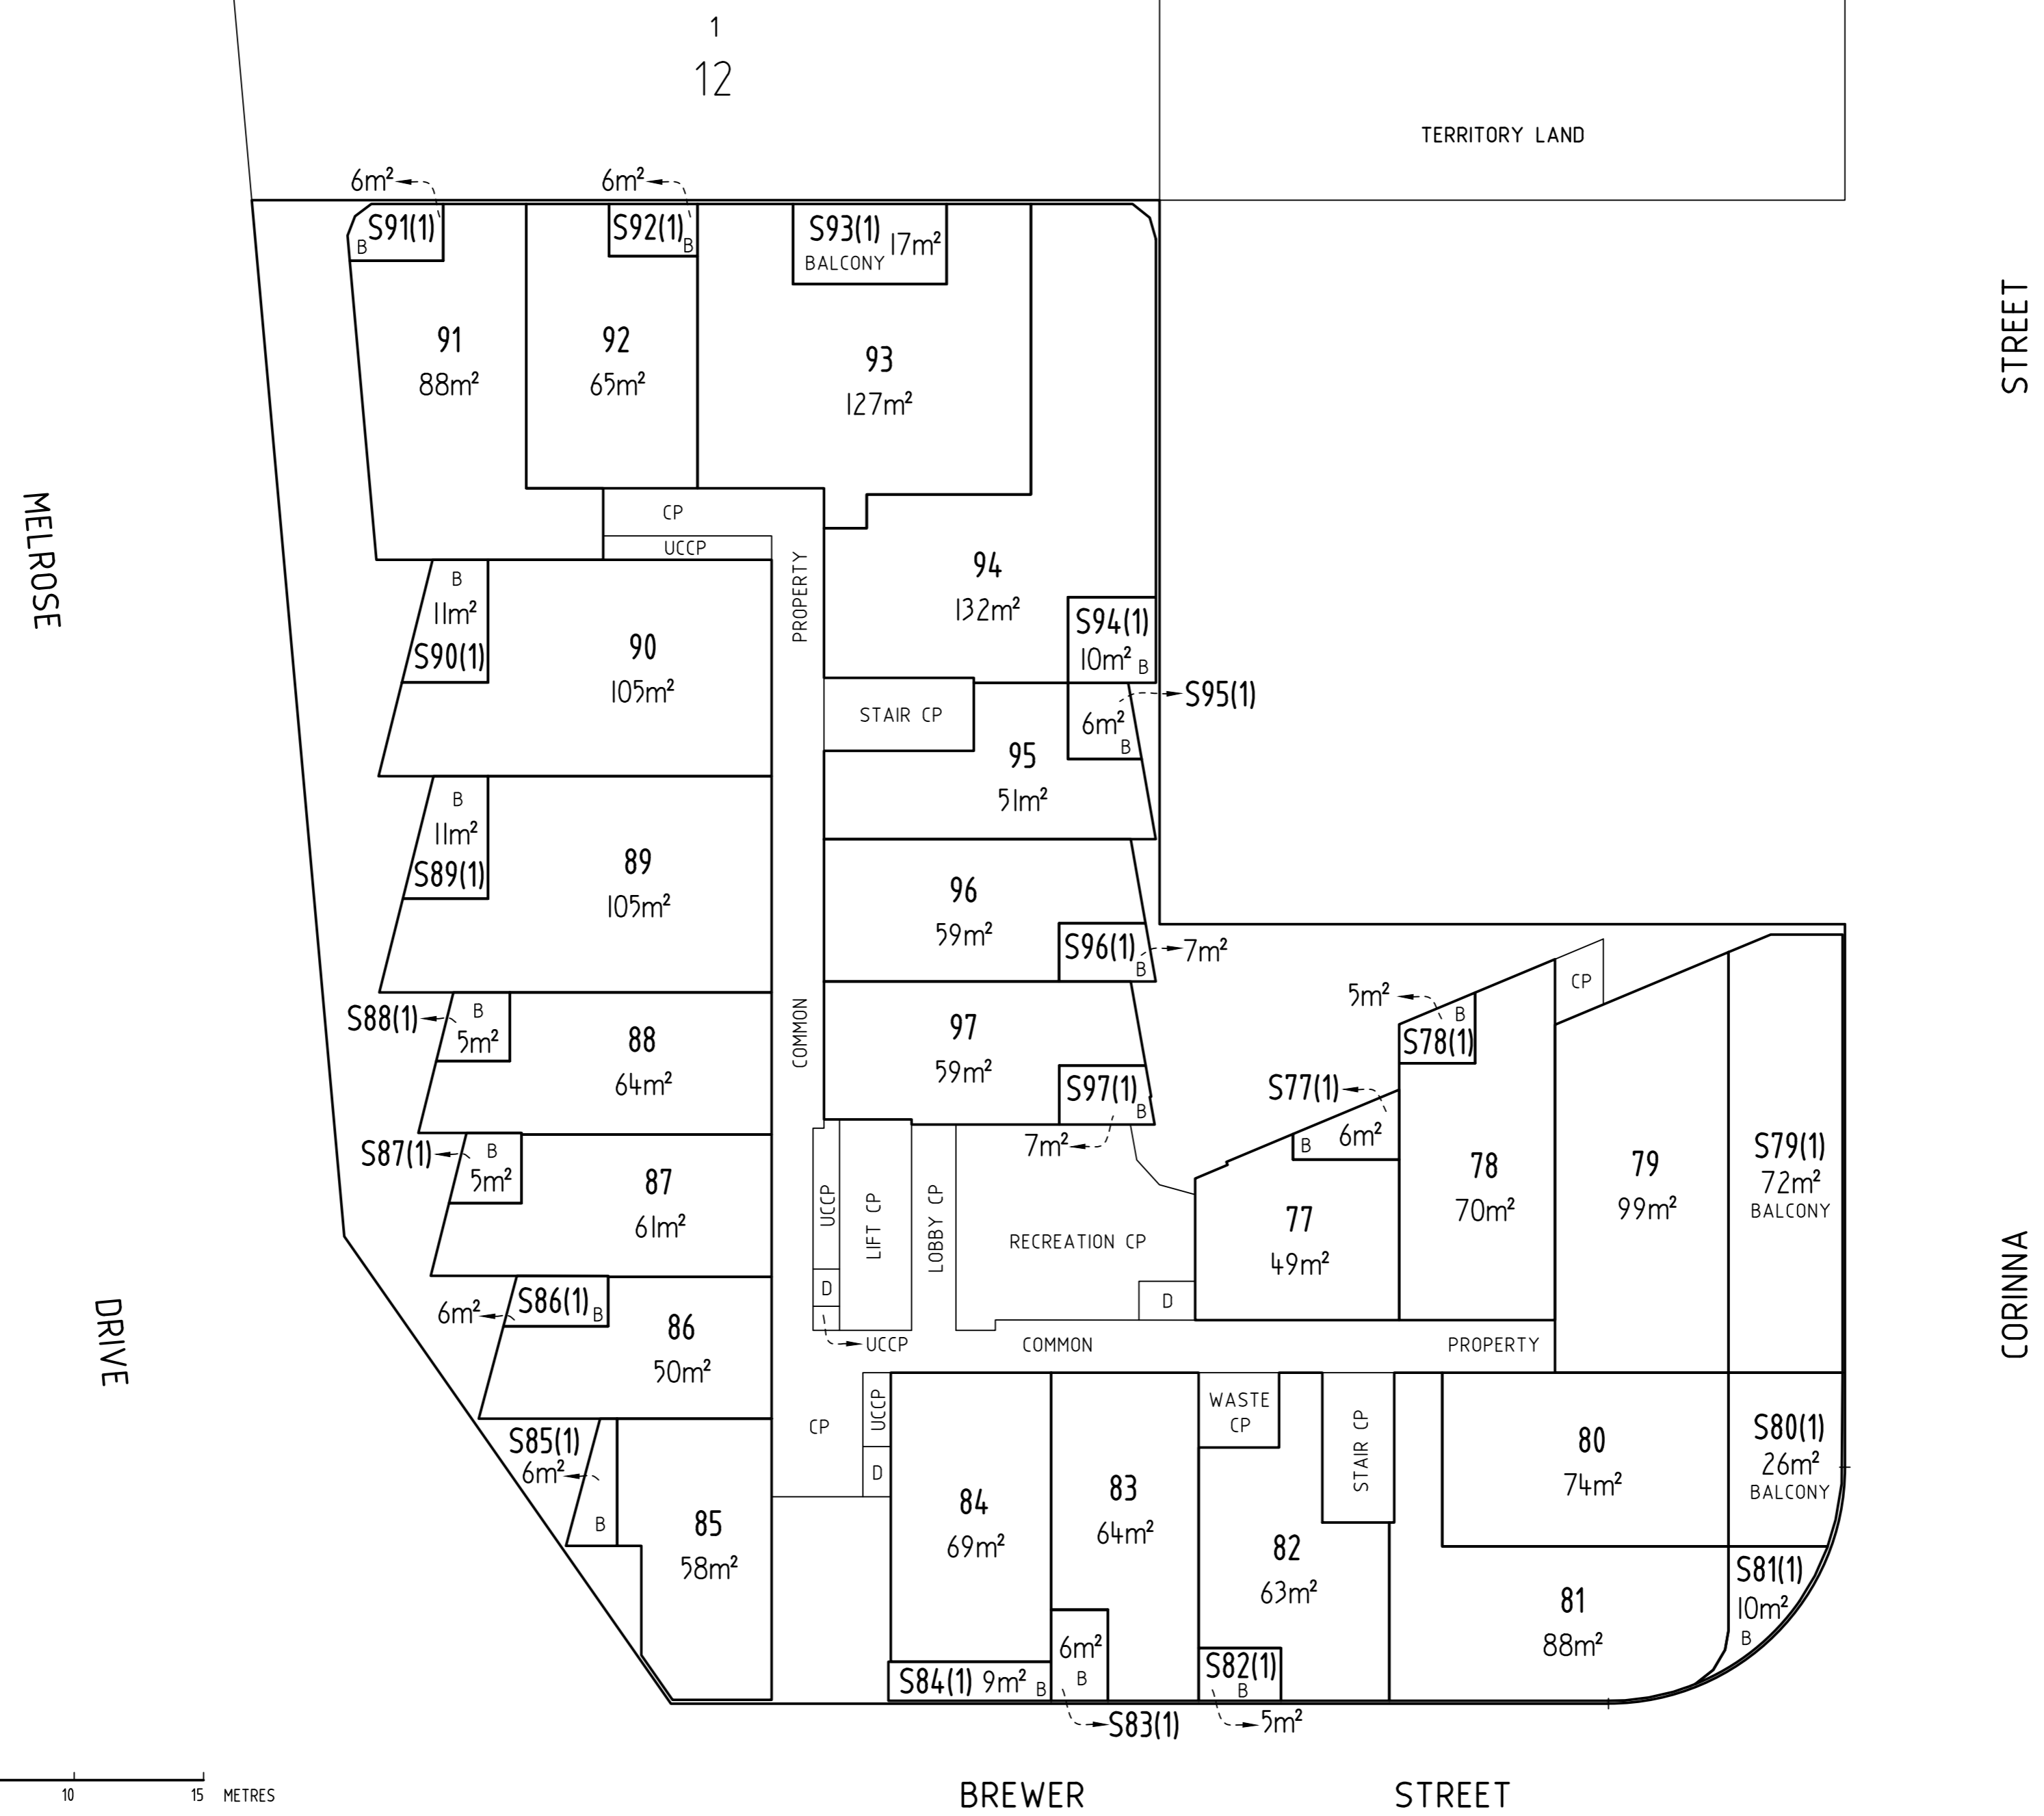 1
12
TERRITORY LAND
6m²
6m²
S91(1)
B
S92(1)
B
S93(1)
17m²
BALCONY
STREET
91
88m²
92
65m²
93
127m²
MELROSE
CP
UCCP
PROPERTY
94
132m²
B
11m²
S90(1)
90
105m²
S94(1)
10m² B
S95(1)
STAIR CP
6m²
B
95
51m²
B
11m²
S89(1)
89
105m²
96
59m²
S96(1)
B
7m²
CP
5m²
B
S78(1)
S88(1)
B
5m²
88
64m²
COMMON
97
59m²
S97(1)
B
7m²
S77(1)
6m²
B
S87(1)
B
5m²
87
61m²
UCCP
LIFT CP
LOBBY CP
RECREATION CP
77
49m²
78
70m²
79
99m²
S79(1)
72m²
BALCONY
CORINNA
DRIVE
S86(1)
B
6m²
86
50m²
D
D
UCCP
COMMON
PROPERTY
S85(1)
6m²
B
CP
UCCP
D
WASTE
CP
STAIR CP
80
74m²
S80(1)
26m²
BALCONY
85
58m²
84
69m²
83
64m²
82
63m²
81
88m²
S81(1)
10m²
B
S84(1) 9m² B
6m²
B
S82(1)
B
S83(1)
5m²
10
15 METRES
BREWER STREET